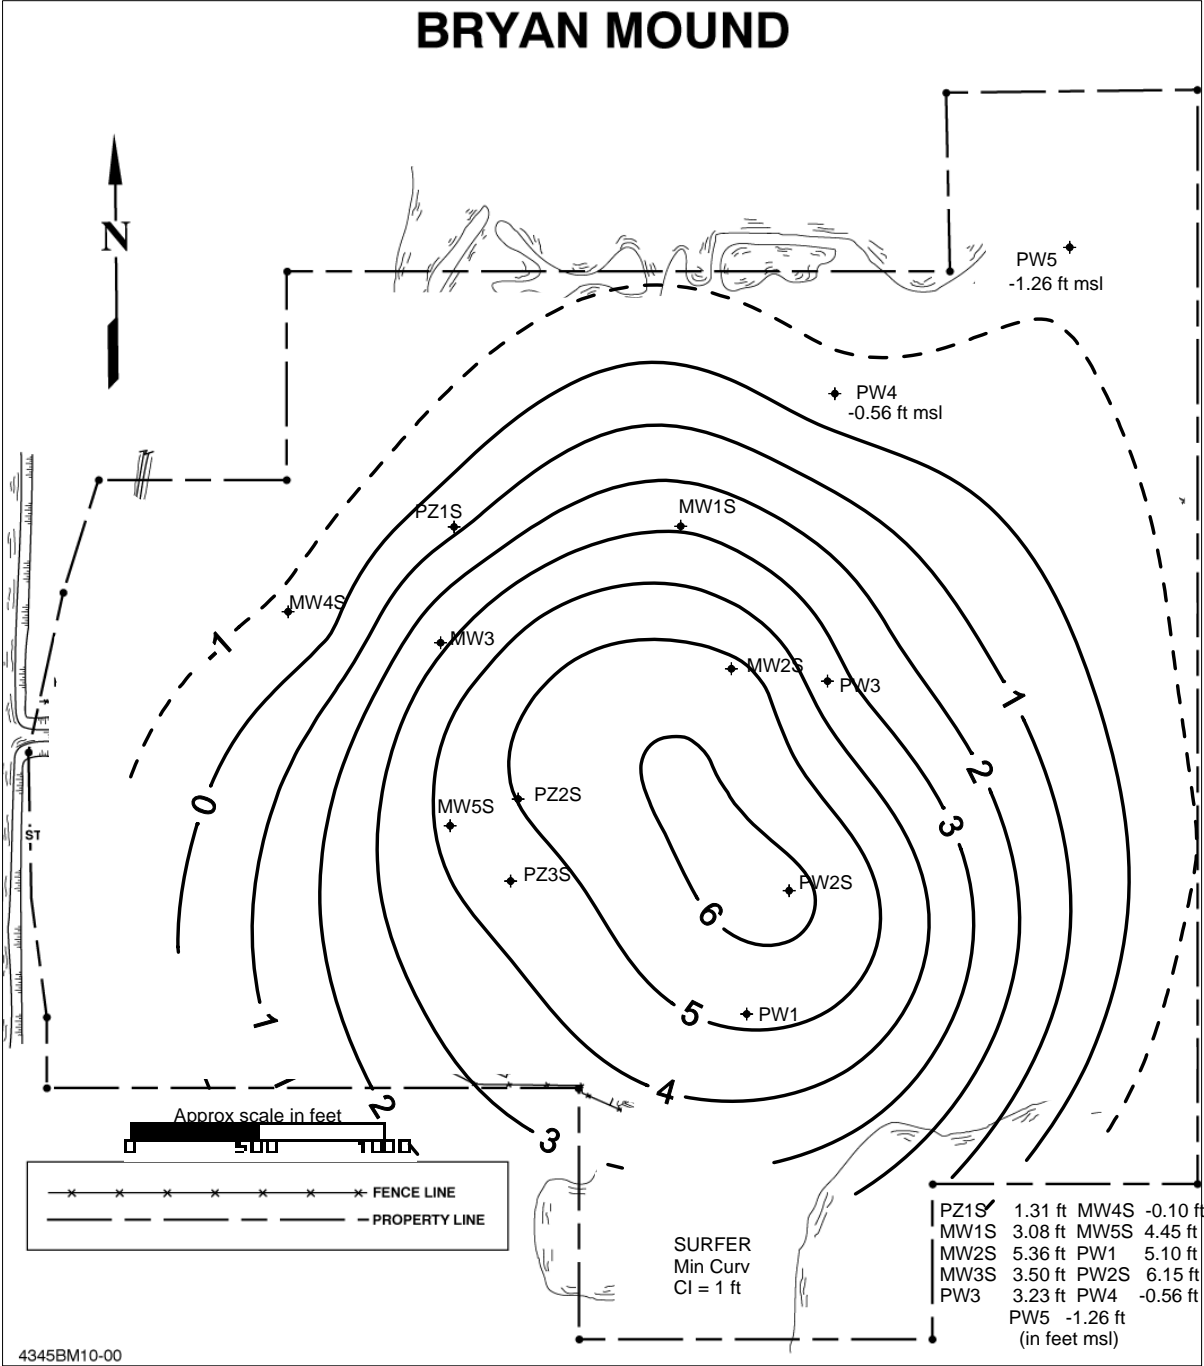 BRYAN MOUND
N
PW5
-1.26 ft msl
PW4
-0.56 ft msl
PZ1S
MW1S
MW4S
MW3
-1
MW2S
PW3
1
2
0
PZ2S
MW5S
3
ST
PZ3S
PW2S
6
5
PW1
1
4
2
3
Approx scale in feet
0 500 1000
FENCE LINE
PROPERTY LINE
SURFER
Min Curv
CI = 1 ft
PZ1S 1.31 ft MW4S -0.10 ft
MW1S 3.08 ft MW5S 4.45 ft
MW2S 5.36 ft PW1 5.10 ft
MW3S 3.50 ft PW2S 6.15 ft
PW3 3.23 ft PW4 -0.56 ft
PW5 -1.26 ft
(in feet msl)
4345BM10-00